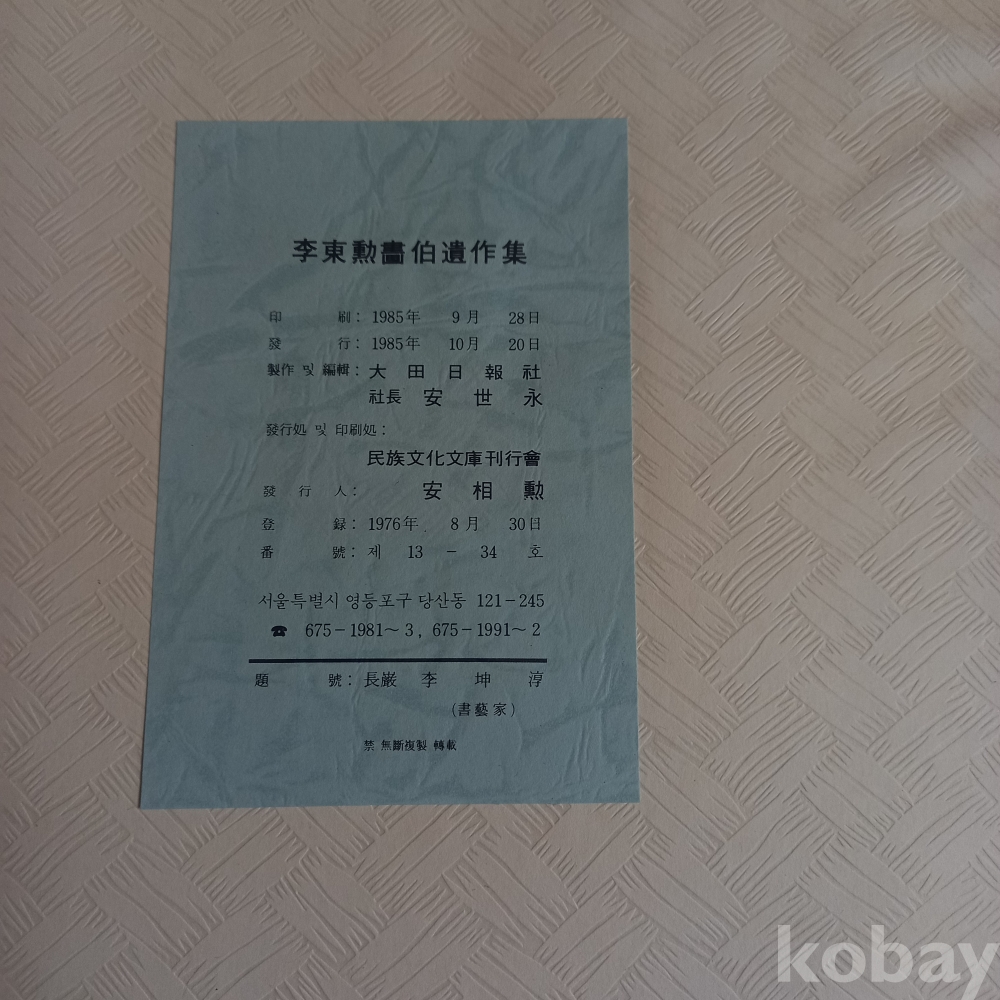 李東勲畵伯遺作集
印 刷: 1985年 9月 28日
發 行: 1985年 10月 20日
製作 및 編輯: 大田日報社
社長 安世永
發行処 및 印刷処:
民族文化文庫刊行會
發行人: 安相勲
登 録: 1976年 8月 30日
番 號: 제 13 - 34 호
서울특별시 영등포구 당산동 121-245
☎ 675-1981~3, 675-1991~2
題 號: 長巌 李坤淳
(書藝家)
禁 無斷複製 轉載
kobay